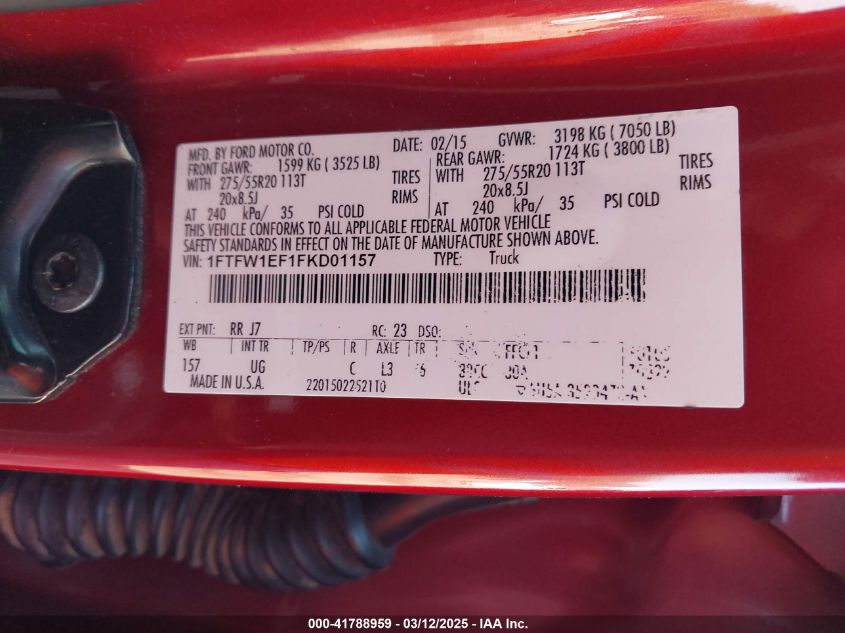 MFD. BY FORD MOTOR CO. DATE: 02/15 GVWR: 3198 KG ( 7050 LB)
FRONT GAWR: 1599 KG ( 3525 LB) REAR GAWR: 1724 KG ( 3800 LB)
WITH 275/55R20 113T TIRES WITH 275/55R20 113T TIRES
20x8.5J RIMS 20x8.5J RIMS
AT 240 kPa/ 35 PSI COLD AT 240 kPa/ 35 PSI COLD
THIS VEHICLE CONFORMS TO ALL APPLICABLE FEDERAL MOTOR VEHICLE
SAFETY STANDARDS IN EFFECT ON THE DATE OF MANUFACTURE SHOWN ABOVE.
VIN: 1FTFW1EF1FKD01157 TYPE: Truck
EXT PNT: RR J7 RC: 23 DSO:
WB INT TR TP/PS R AXLE TR
157 UG C L3 6
MADE IN U.S.A. 22015022521T0
000-41788959 - 03/12/2025 - IAA Inc.